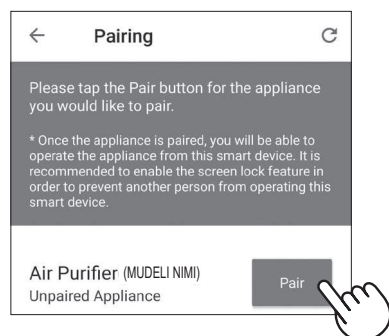 Pairing
Please tap the Pair button for the appliance
you would like to pair.
* Once the appliance is paired, you will be able to
operate the appliance from this smart device. It is
recommended to enable the screen lock feature in
order to prevent another person from operating this
smart device.
Air Purifier (MUDELI NIMI)
Unpaired Appliance
Pair